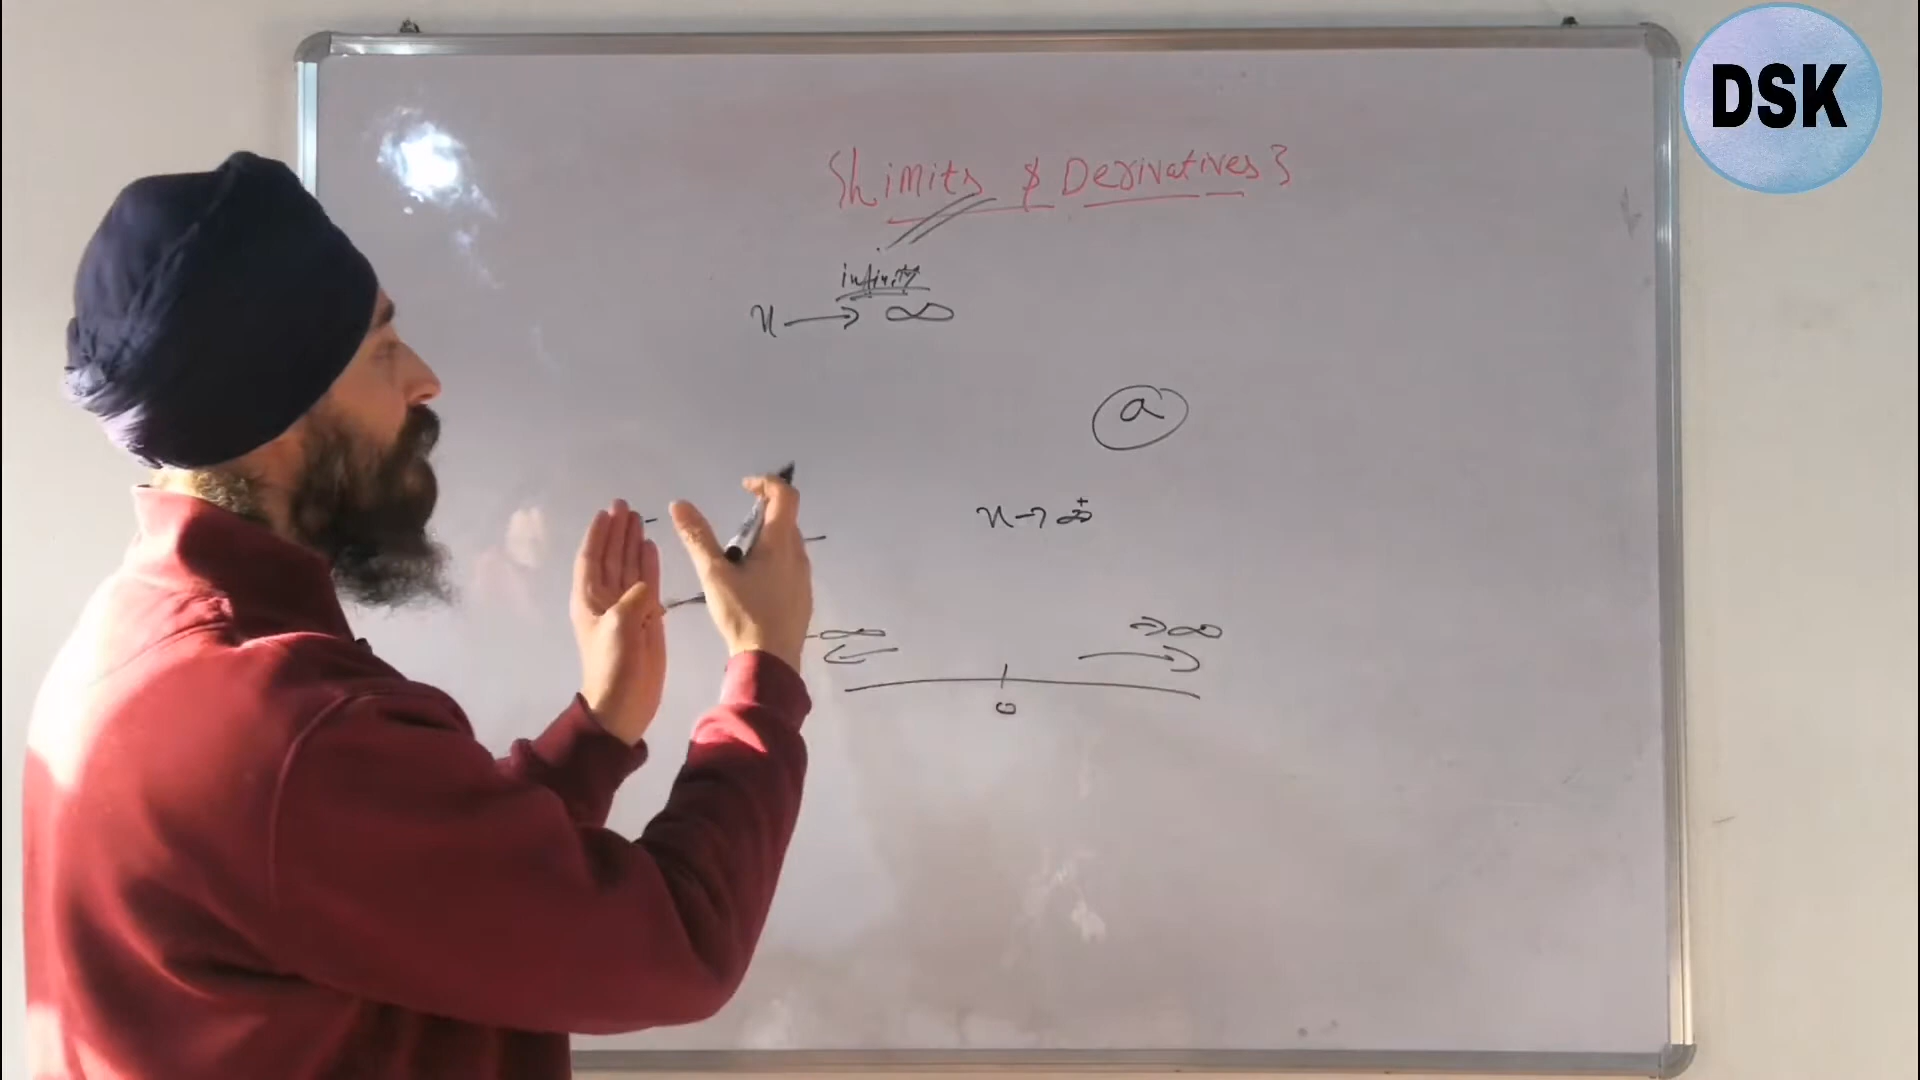 DSK
{Limits & Derivatives}
infinity
x → ∞
a
x → ∞⁺
-∞ → ∞
0